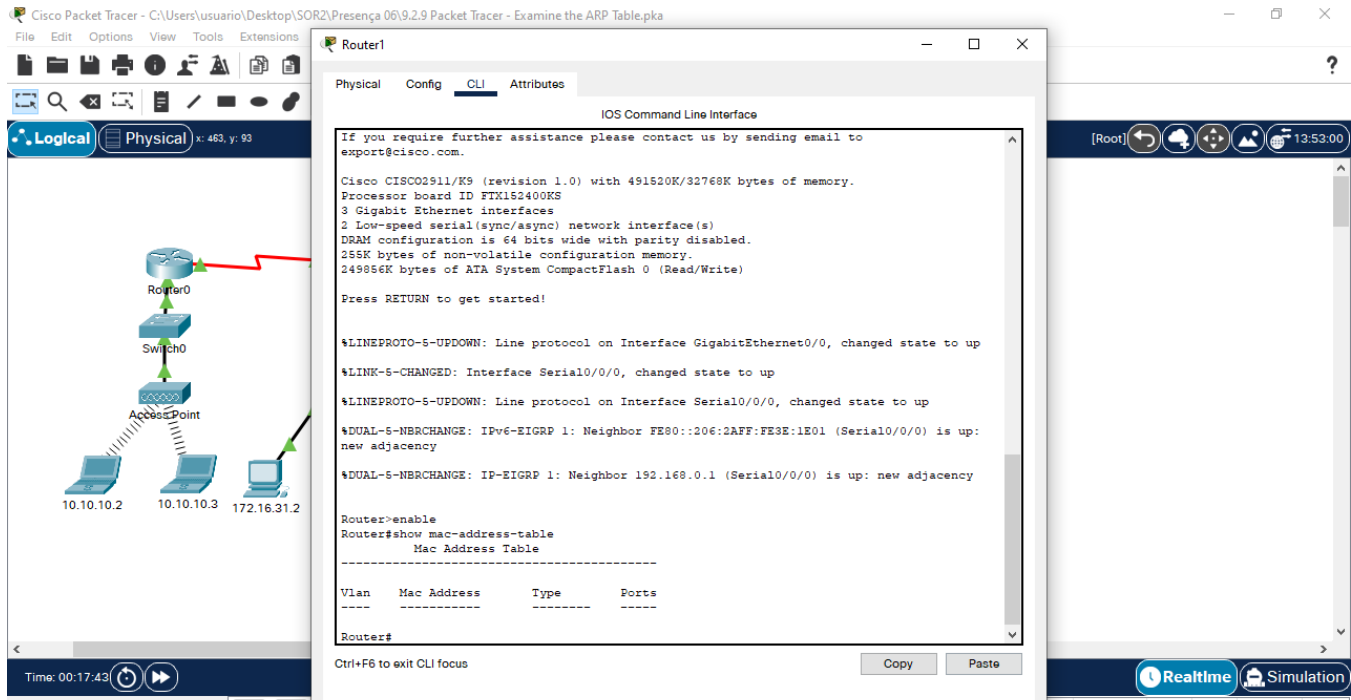 Cisco Packet Tracer - C:\Users\usuario\Desktop\SOR2\Presença 06\9.2.9 Packet Tracer - Examine the ARP Table.pka
File Edit Options View Tools Extensions
Logical
Physical
x: 463, y: 93
[Root]
13:53:00
Router0
Switch0
Access Point
10.10.10.2
10.10.10.3
172.16.31.2
Router1
Physical Config CLI Attributes
IOS Command Line Interface
If you require further assistance please contact us by sending email to
export@cisco.com.
Cisco CISCO2911/K9 (revision 1.0) with 491520K/32768K bytes of memory.
Processor board ID FTX152400KS
3 Gigabit Ethernet interfaces
2 Low-speed serial(sync/async) network interface(s)
DRAM configuration is 64 bits wide with parity disabled.
255K bytes of non-volatile configuration memory.
249856K bytes of ATA System CompactFlash 0 (Read/Write)
Press RETURN to get started!
%LINEPROTO-5-UPDOWN: Line protocol on Interface GigabitEthernet0/0, changed state to up
%LINK-5-CHANGED: Interface Serial0/0/0, changed state to up
%LINEPROTO-5-UPDOWN: Line protocol on Interface Serial0/0/0, changed state to up
%DUAL-5-NBRCHANGE: IPv6-EIGRP 1: Neighbor FE80::206:2AFF:FE3E:1E01 (Serial0/0/0) is up:
new adjacency
%DUAL-5-NBRCHANGE: IP-EIGRP 1: Neighbor 192.168.0.1 (Serial0/0/0) is up: new adjacency
Router>enable
Router#show mac-address-table
Mac Address Table
-------------------------------------------
Vlan Mac Address Type Ports
---- ----------- -------- -----
Router#
Ctrl+F6 to exit CLI focus
Copy
Paste
Time: 00:17:43
Realtime
Simulation